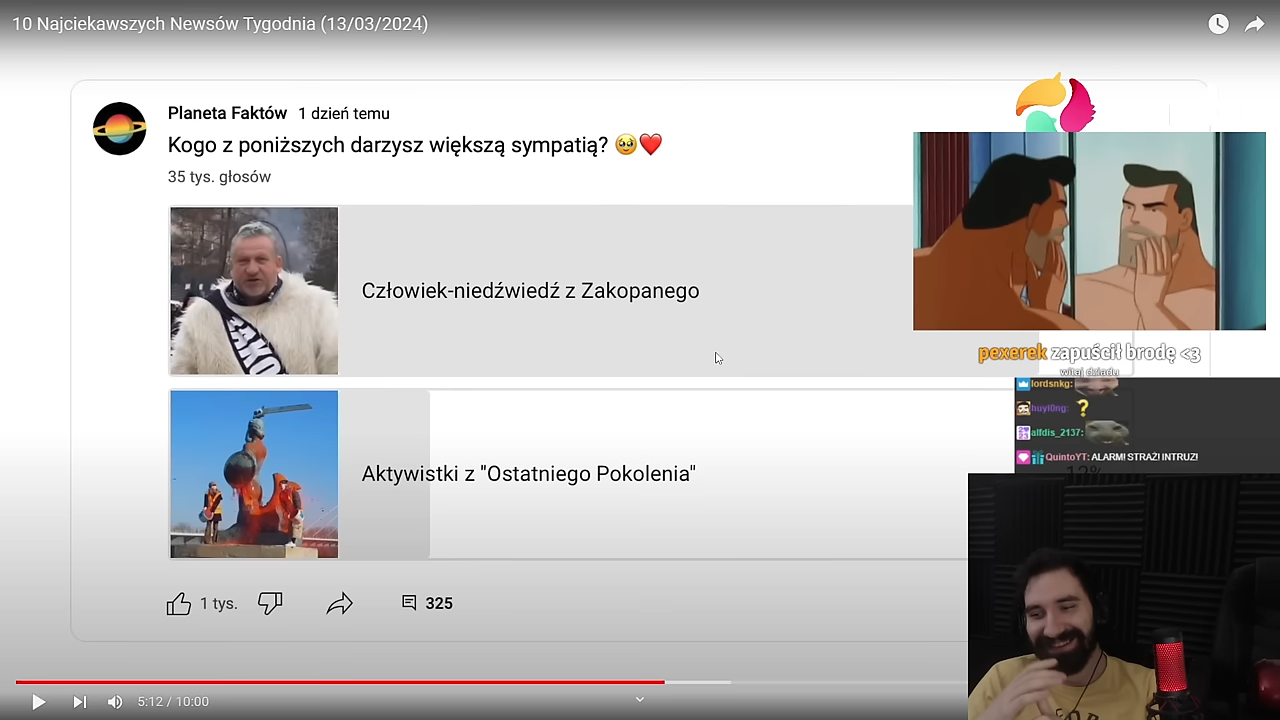 10 Najciekawszych Newsów Tygodnia (13/03/2024)
Planeta Faktów 1 dzień temu
Kogo z poniższych darzysz większą sympatią? 🥹❤️
35 tys. głosów
Człowiek-niedźwiedź z Zakopanego
pexerek zapuścił brodę <3
witaj dziadu
lordsnkg:
huyl0ng: ?
alfdis_2137:
QuintoYT: ALARM! STRAŻ! INTRUZ!
12%
Aktywistki z "Ostatniego Pokolenia"
1 tys.
325
5:12 / 10:00